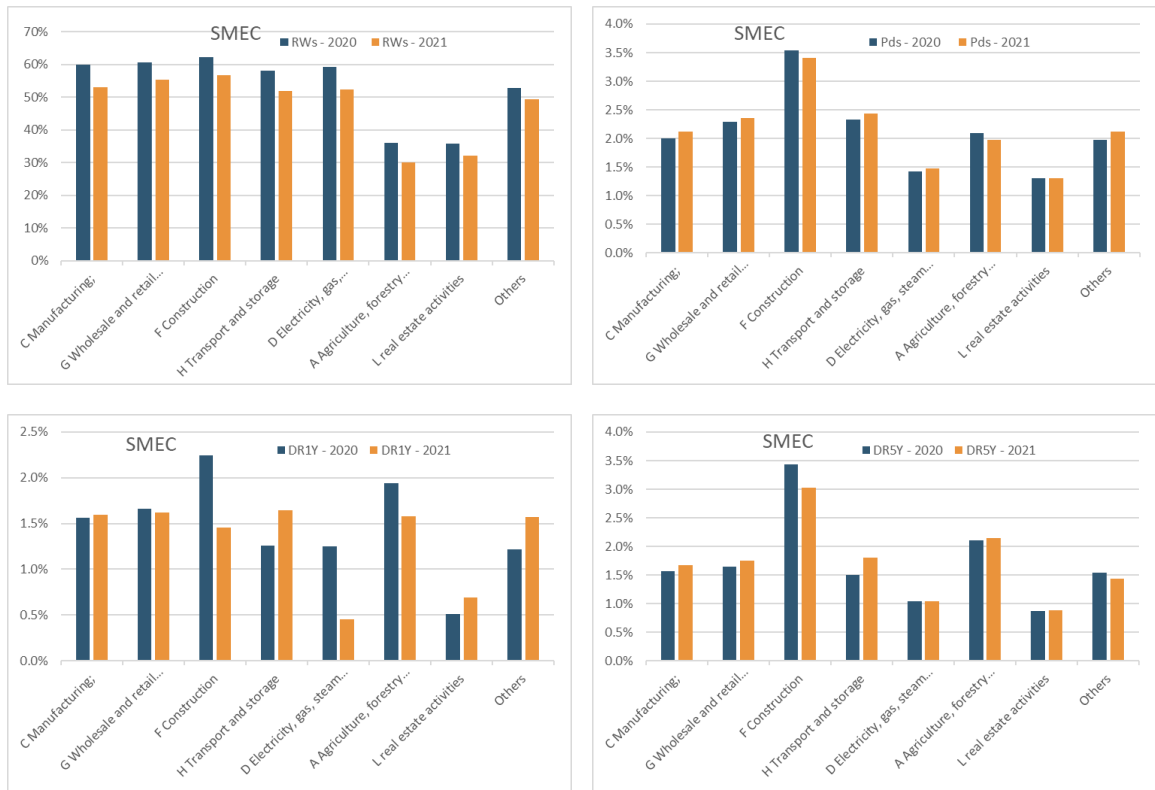 SMEC
RWs - 2020 RWs - 2021
70%
60%
50%
40%
30%
20%
10%
0%
C Manufacturing;
G Wholesale and retail...
F Construction
H Transport and storage
D Electricity, gas,...
A Agriculture, forestry...
L real estate activities
Others
SMEC
Pds - 2020 Pds - 2021
4.0%
3.5%
3.0%
2.5%
2.0%
1.5%
1.0%
0.5%
0.0%
C Manufacturing;
G Wholesale and retail...
F Construction
H Transport and storage
D Electricity, gas, steam...
A Agriculture, forestry...
L real estate activities
Others
SMEC
DR1Y - 2020 DR1Y - 2021
2.5%
2.0%
1.5%
1.0%
0.5%
0.0%
C Manufacturing;
G Wholesale and retail...
F Construction
H Transport and storage
D Electricity, gas, steam...
A Agriculture, forestry...
L real estate activities
Others
SMEC
DR5Y - 2020 DR5Y - 2021
4.0%
3.5%
3.0%
2.5%
2.0%
1.5%
1.0%
0.5%
0.0%
C Manufacturing;
G Wholesale and retail...
F Construction
H Transport and storage
D Electricity, gas, steam...
A Agriculture, forestry...
L real estate activities
Others